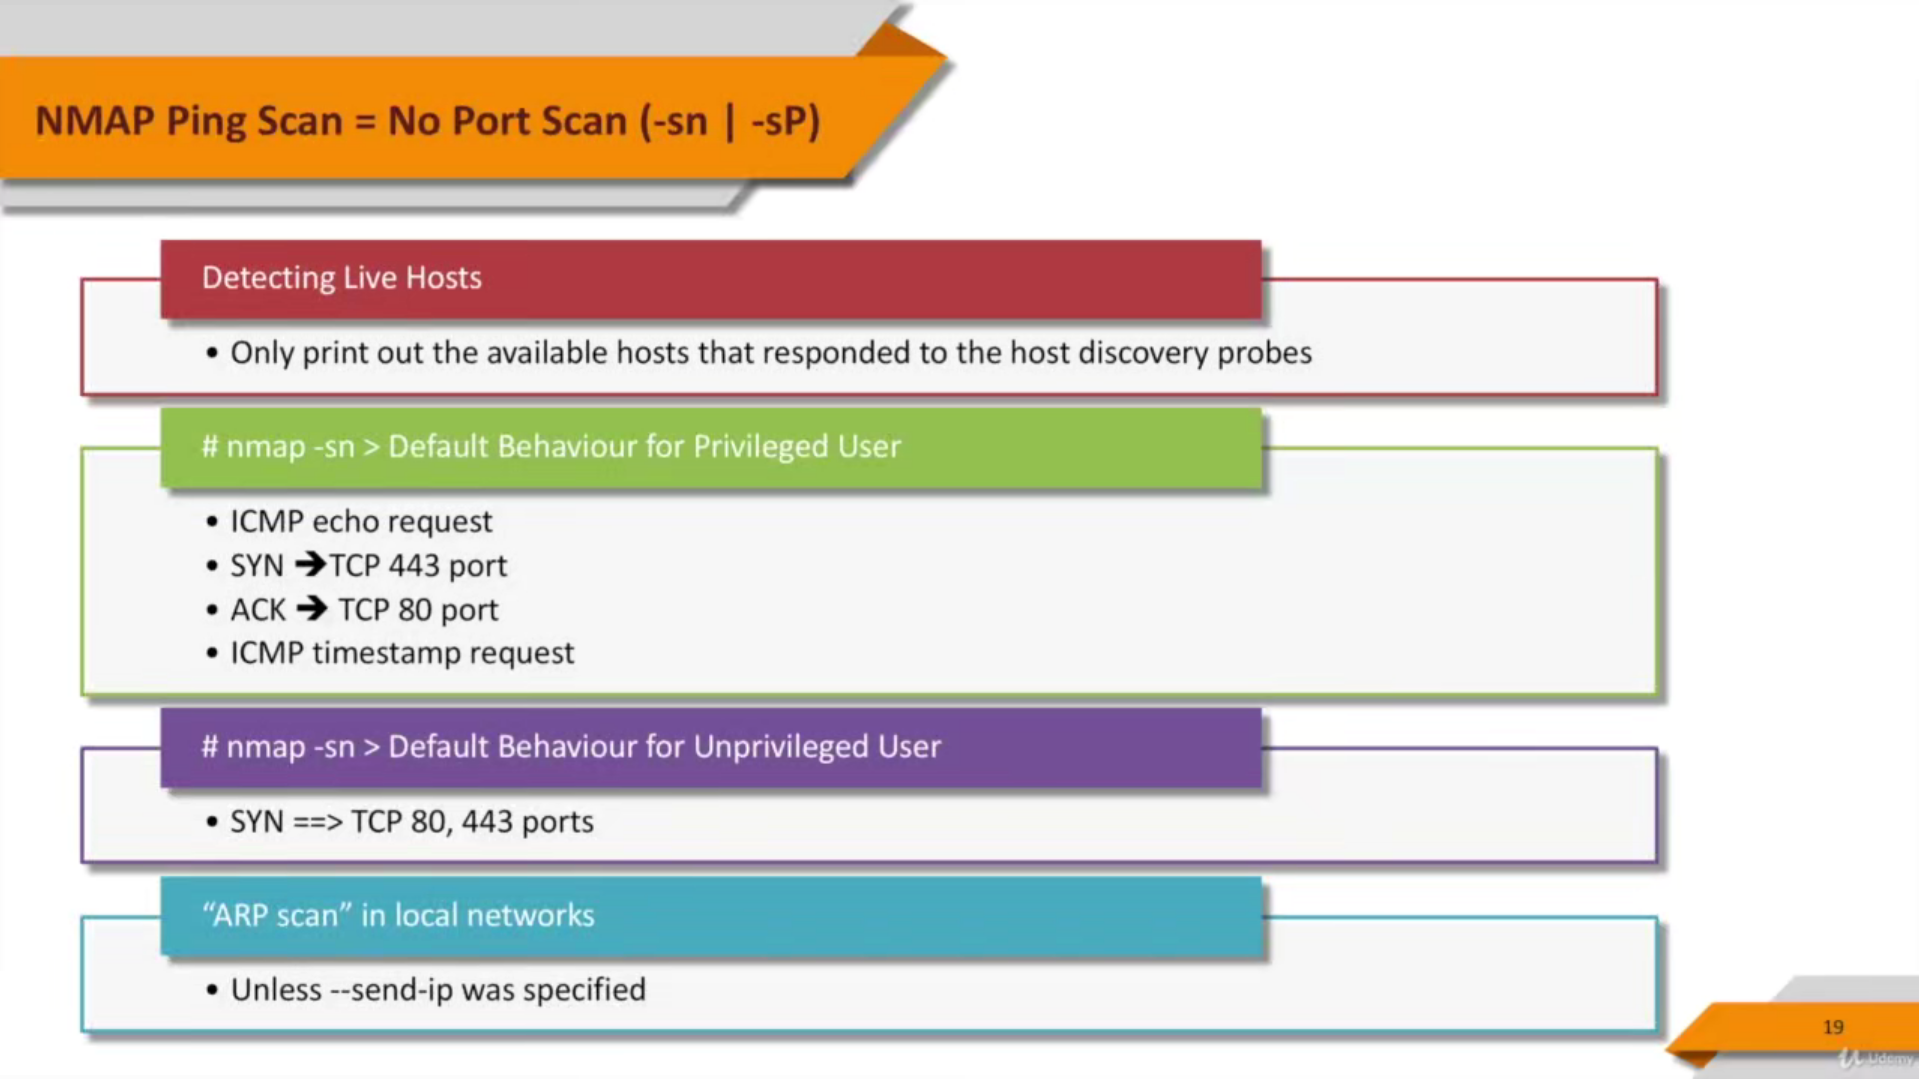 NMAP Ping Scan = No Port Scan (-sn | -sP)
Detecting Live Hosts
• Only print out the available hosts that responded to the host discovery probes
# nmap -sn > Default Behaviour for Privileged User
• ICMP echo request
• SYN 🡪TCP 443 port
• ACK 🡪 TCP 80 port
• ICMP timestamp request
# nmap -sn > Default Behaviour for Unprivileged User
• SYN ==> TCP 80, 443 ports
“ARP scan” in local networks
• Unless --send-ip was specified
19
Udemy